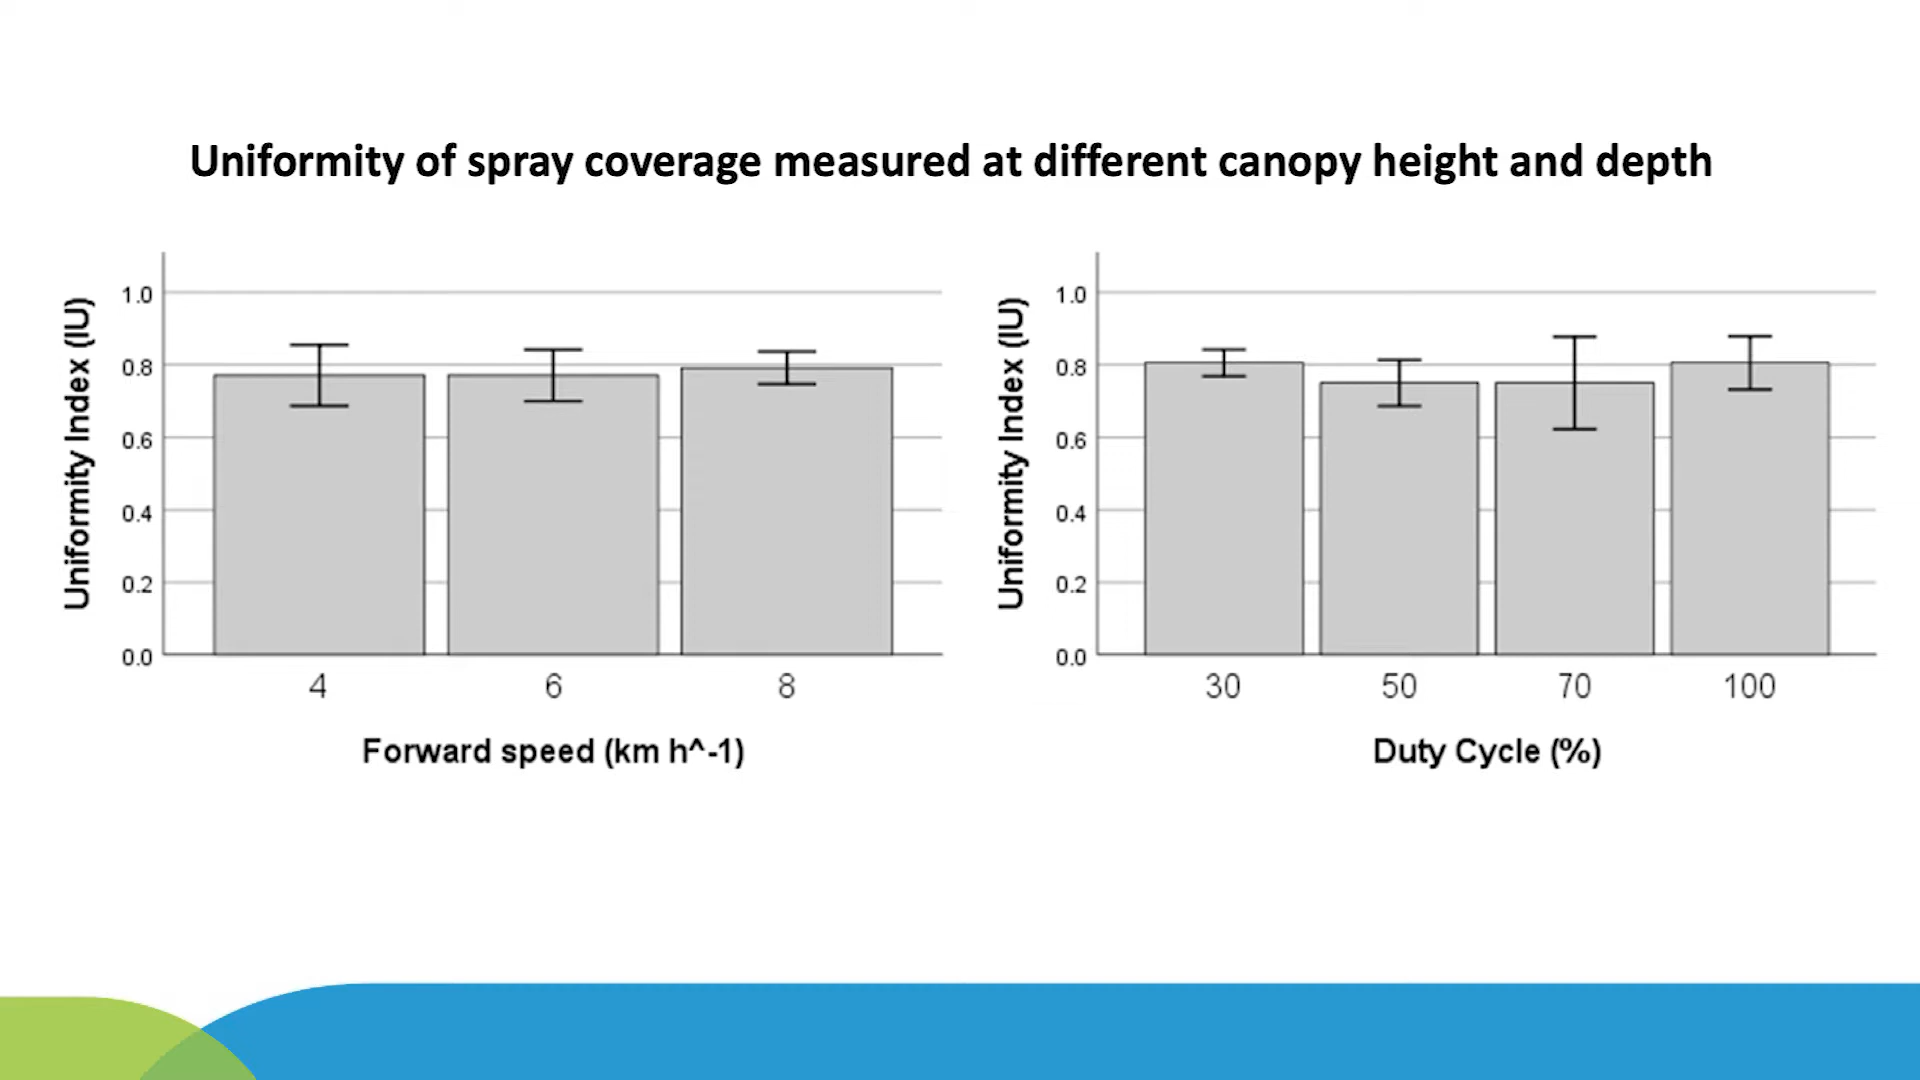 Uniformity of spray coverage measured at different canopy height and depth
Uniformity Index (IU)
1.0
0.8
0.6
0.4
0.2
0.0
4 6 8
Forward speed (km h^-1)
Uniformity Index (IU)
1.0
0.8
0.6
0.4
0.2
0.0
30 50 70 100
Duty Cycle (%)